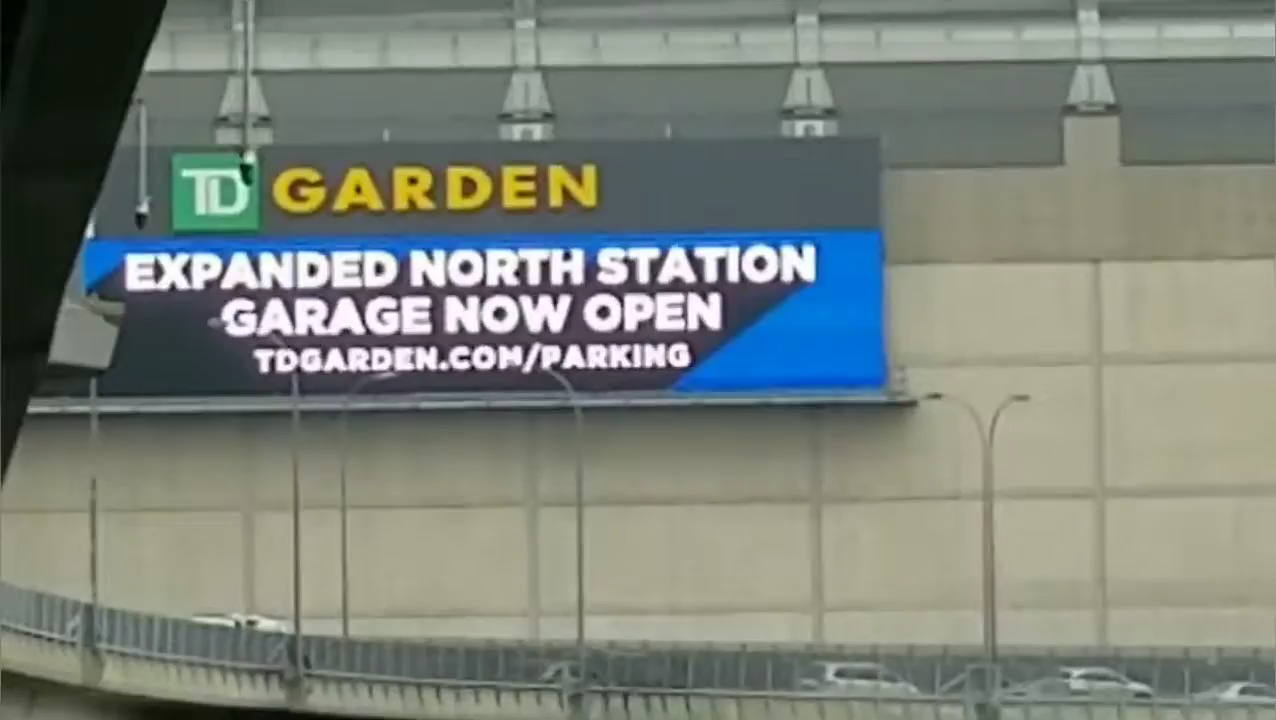 TD GARDEN
EXPANDED NORTH STATION
GARAGE NOW OPEN
TDGARDEN.COM/PARKING